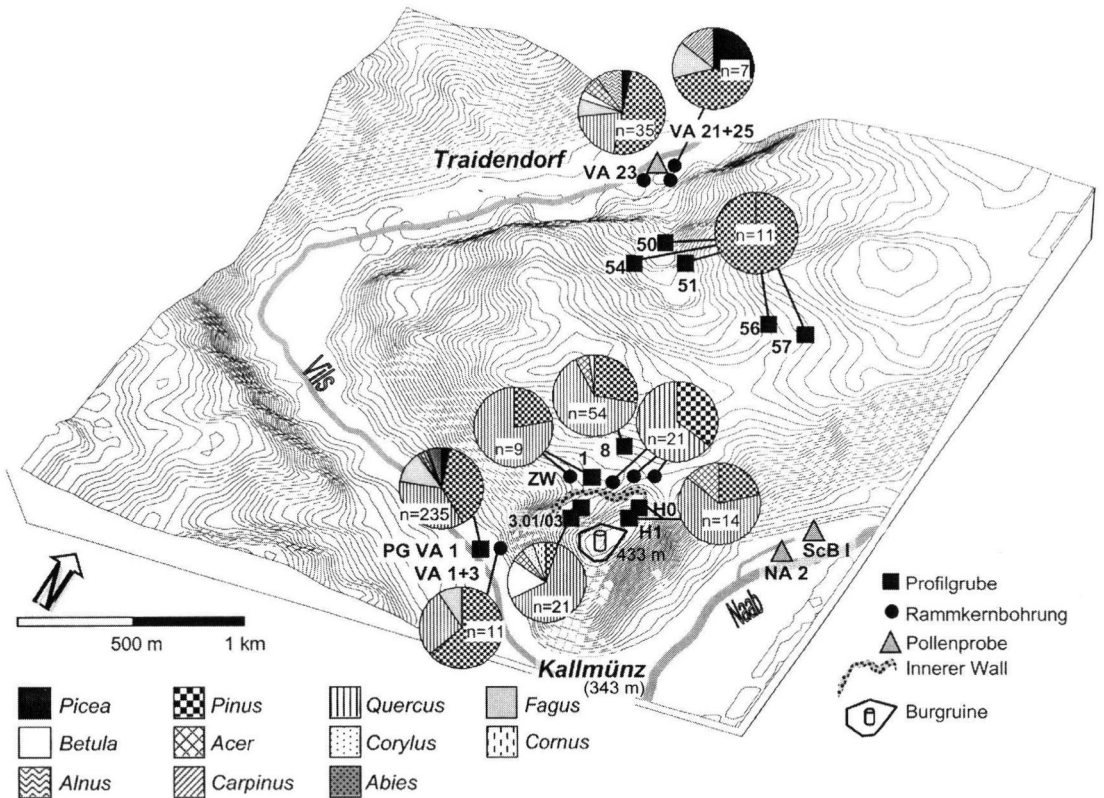 n=7
n=35
VA 21+25
Traidendorf
VA 23
n=11
50
54
51
56
57
Vils
n=54
n=9
n=21
8
1
ZW
n=235
3.01/03
H0
n=14
H1
433 m
PG VA 1
VA 1+3
ScB I
NA 2
n=21
n=11
Naab
N
500 m 1 km
Kallmünz
(343 m)
Profilgrube
Rammkernbohrung
Pollenprobe
Innerer Wall
Burgruine
Picea Pinus Quercus Fagus
Betula Acer Corylus Cornus
Alnus Carpinus Abies